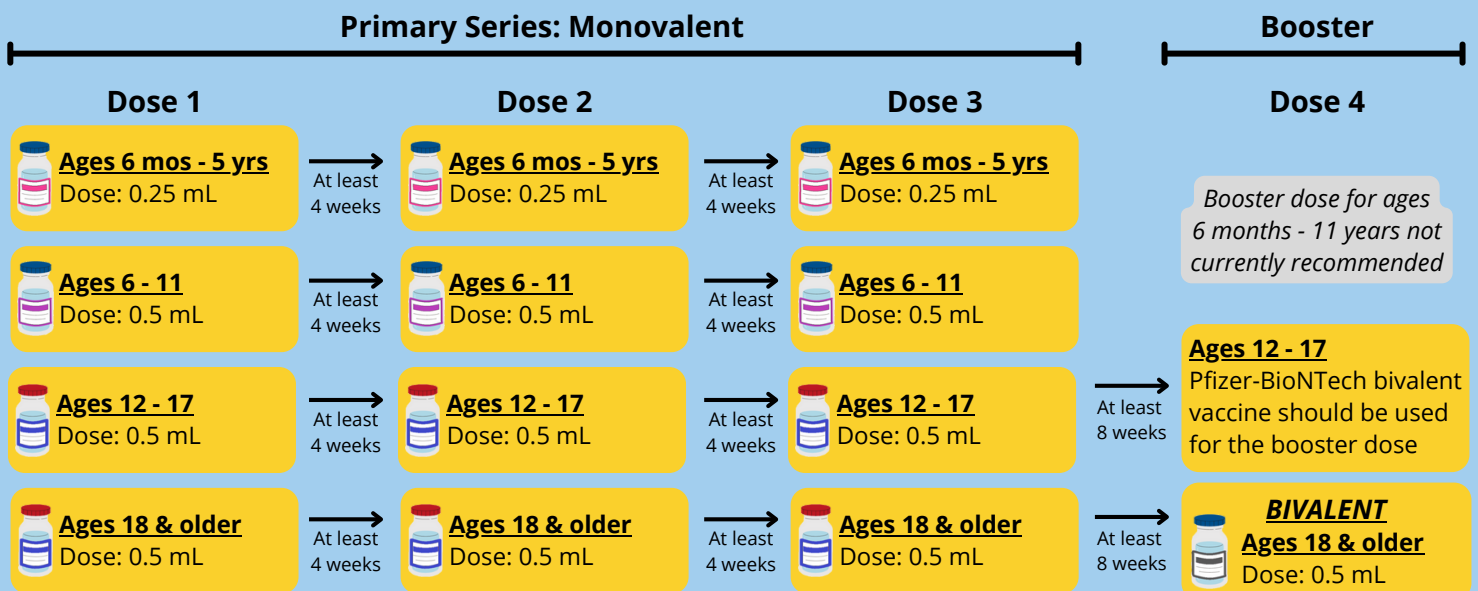 Primary Series: Monovalent
Booster
Dose 1
Dose 2
Dose 3
Dose 4
Ages 6 mos - 5 yrs
Dose: 0.25 mL
At least
4 weeks
Ages 6 mos - 5 yrs
Dose: 0.25 mL
At least
4 weeks
Ages 6 mos - 5 yrs
Dose: 0.25 mL
Booster dose for ages
6 months - 11 years not
currently recommended
Ages 6 - 11
Dose: 0.5 mL
At least
4 weeks
Ages 6 - 11
Dose: 0.5 mL
At least
4 weeks
Ages 6 - 11
Dose: 0.5 mL
Ages 12 - 17
Dose: 0.5 mL
At least
4 weeks
Ages 12 - 17
Dose: 0.5 mL
At least
4 weeks
Ages 12 - 17
Dose: 0.5 mL
At least
8 weeks
Ages 12 - 17
Pfizer-BioNTech bivalent
vaccine should be used
for the booster dose
Ages 18 & older
Dose: 0.5 mL
At least
4 weeks
Ages 18 & older
Dose: 0.5 mL
At least
4 weeks
Ages 18 & older
Dose: 0.5 mL
At least
8 weeks
BIVALENT
Ages 18 & older
Dose: 0.5 mL